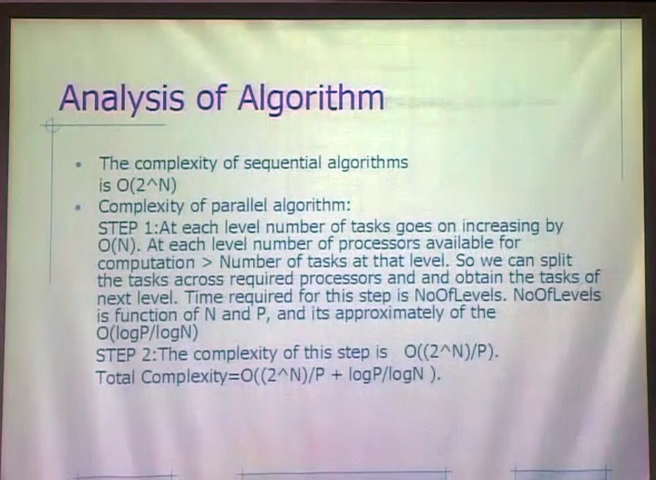 Analysis of Algorithm
• The complexity of sequential algorithms
is O(2^N)
• Complexity of parallel algorithm:
STEP 1:At each level number of tasks goes on increasing by
O(N). At each level number of processors available for
computation > Number of tasks at that level. So we can split
the tasks across required processors and and obtain the tasks of
next level. Time required for this step is NoOfLevels. NoOfLevels
is function of N and P, and its approximately of the
O(logP/logN)
STEP 2:The complexity of this step is O((2^N)/P).
Total Complexity=O((2^N)/P + logP/logN ).